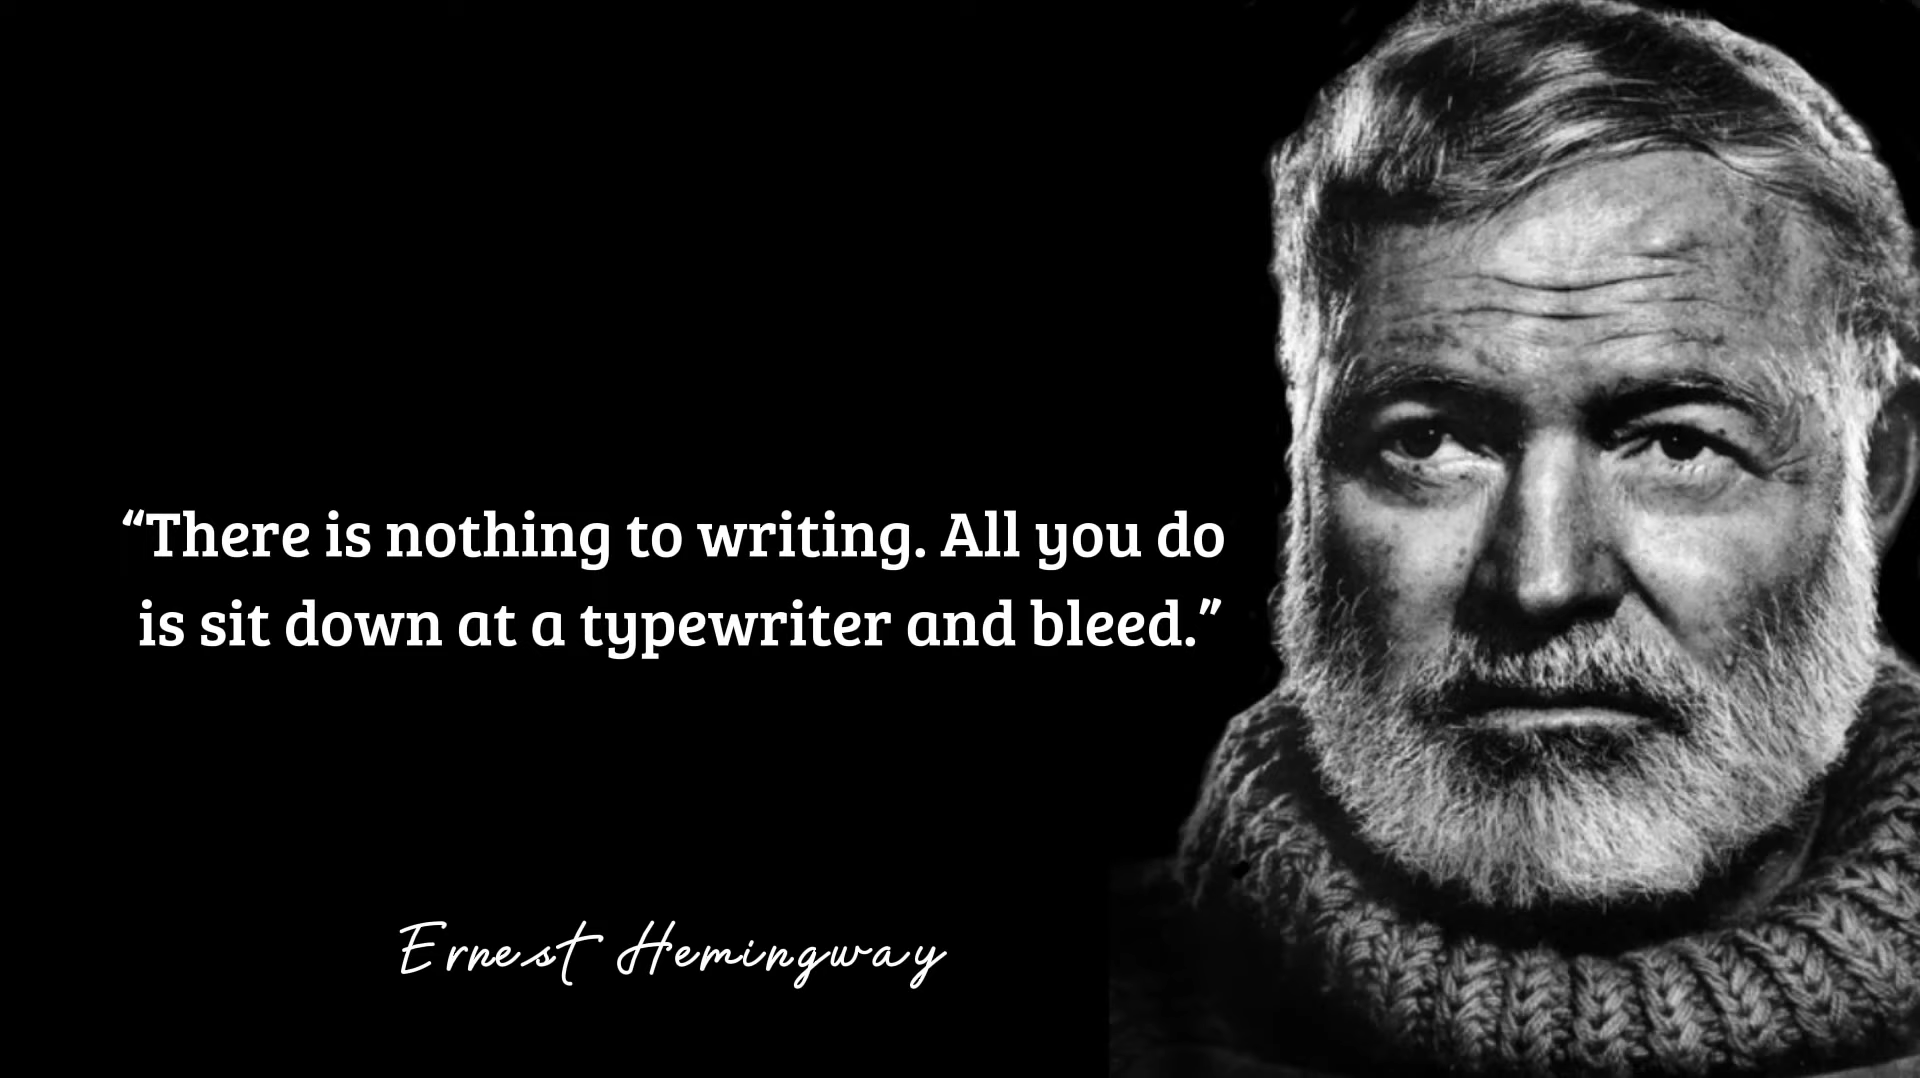 “There is nothing to writing. All you do
is sit down at a typewriter and bleed.”
Ernest Hemingway